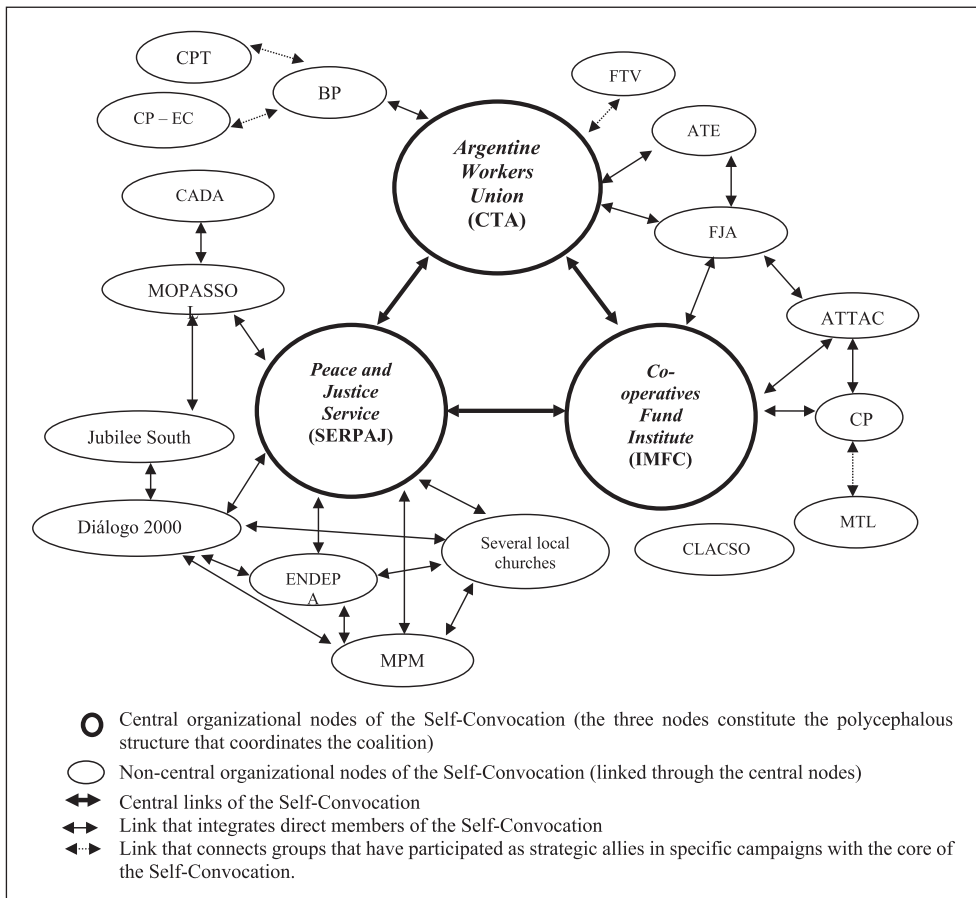 CPT
FTV
BP
CP – EC
ATE
Argentine
Workers
Union
(CTA)
CADA
FJA
MOPASSO
L
ATTAC
Peace and
Justice
Service
(SERPAJ)
Co-
operatives
Fund
Institute
(IMFC)
CP
Jubilee South
MTL
Diálogo 2000
Several local
churches
CLACSO
ENDEP
A
MPM
Central organizational nodes of the Self-Convocation (the three nodes constitute the polycephalous
structure that coordinates the coalition)
Non-central organizational nodes of the Self-Convocation (linked through the central nodes)
Central links of the Self-Convocation
Link that integrates direct members of the Self-Convocation
Link that connects groups that have participated as strategic allies in specific campaigns with the core of
the Self-Convocation.